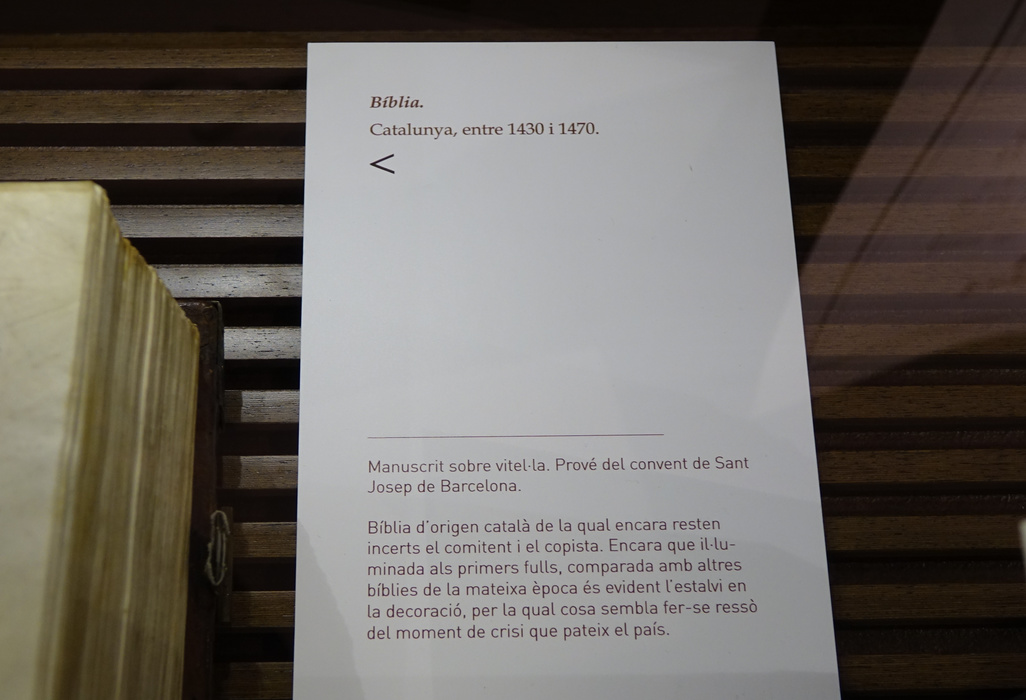 Bíblia.
Catalunya, entre 1430 i 1470.
<
Manuscrit sobre vitel·la. Prové del convent de Sant
Josep de Barcelona.
Bíblia d'origen català de la qual encara resten
incerts el comitent i el copista. Encara que il·lu-
minada als primers fulls, comparada amb altres
bíblies de la mateixa època és evident l'estalvi en
la decoració, per la qual cosa sembla fer-se ressò
del moment de crisi que pateix el país.